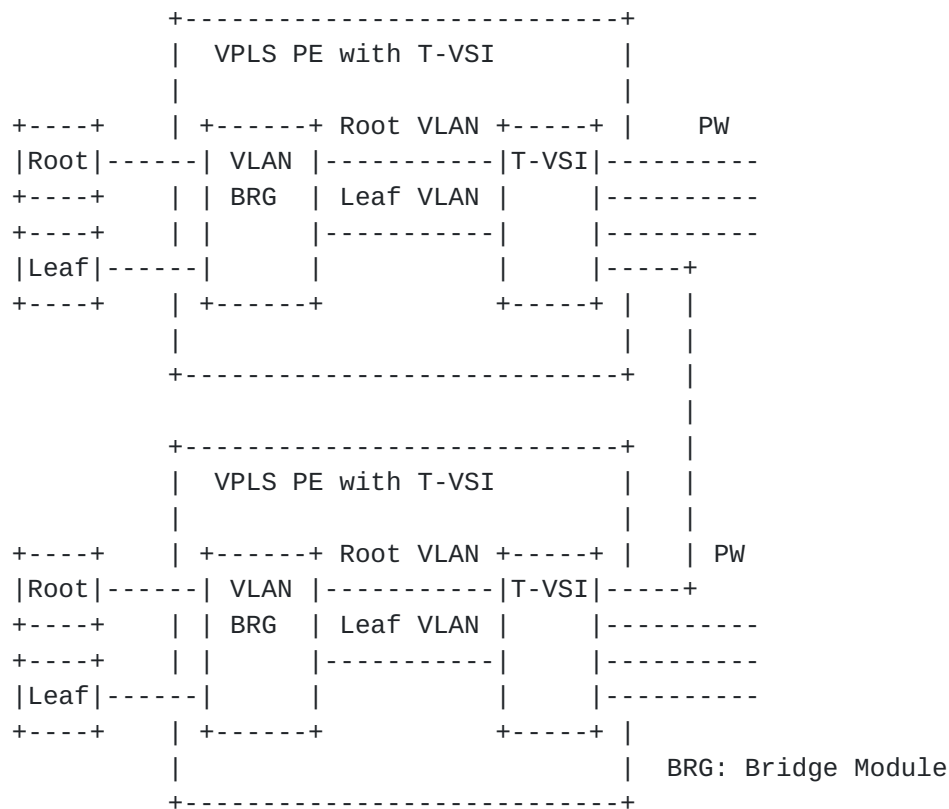 VPLS PE with T-VSI
Root VLAN PW
Root VLAN T-VSI
BRG Leaf VLAN
Leaf
VPLS PE with T-VSI
Root VLAN PW
Root VLAN T-VSI
BRG Leaf VLAN
Leaf
BRG: Bridge Module